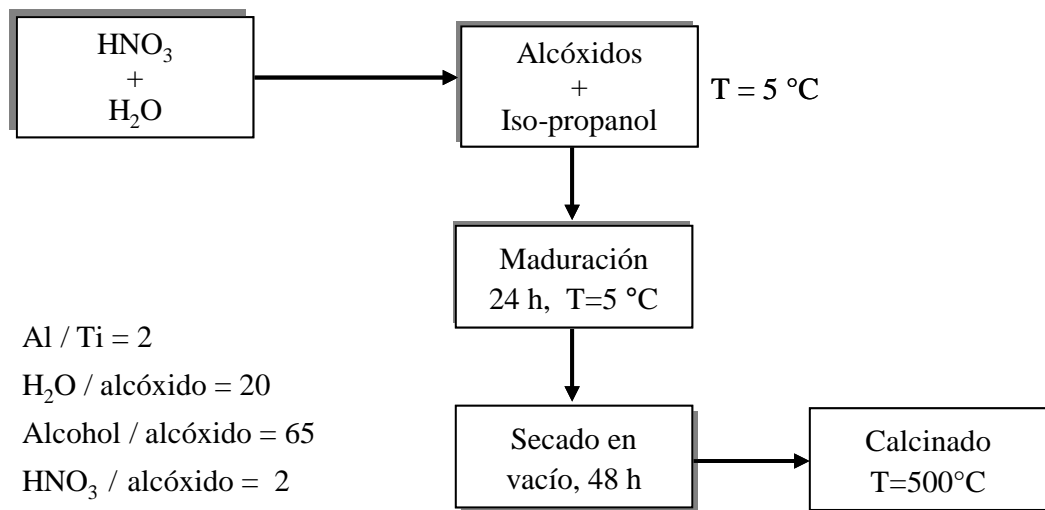 HNO₃
+
H₂O
Alcóxidos
+
Iso-propanol
T = 5 °C
Maduración
24 h, T=5 °C
Al / Ti = 2
H₂O / alcóxido = 20
Alcohol / alcóxido = 65
HNO₃ / alcóxido = 2
Secado en
vacío, 48 h
Calcinado
T=500°C